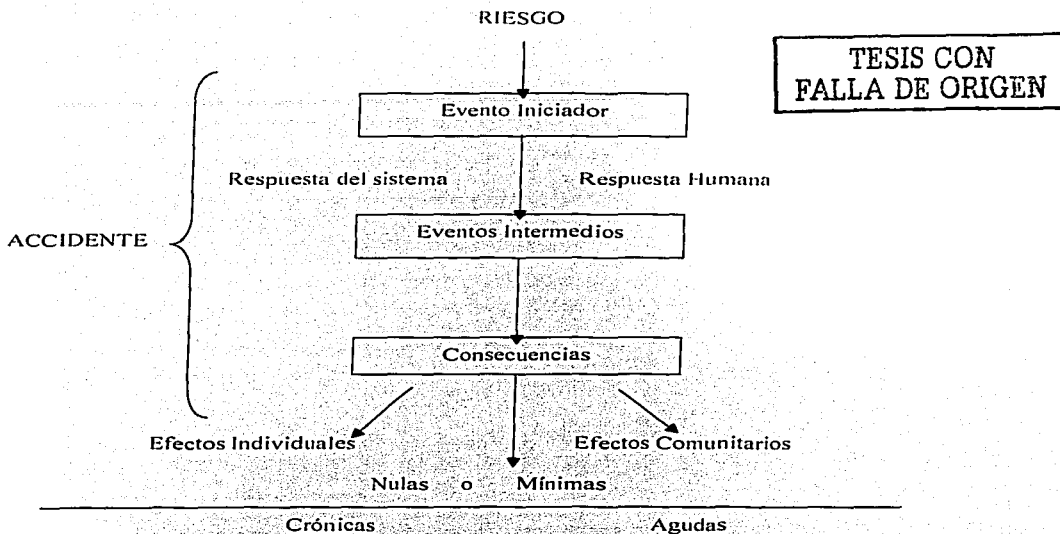 RIESGO
TESIS CON
FALLA DE ORIGEN
Evento Iniciador
Respuesta del sistema
Respuesta Humana
ACCIDENTE
Eventos Intermedios
Consecuencias
Efectos Individuales
Efectos Comunitarios
Nulas o Mínimas
Crónicas
Agudas